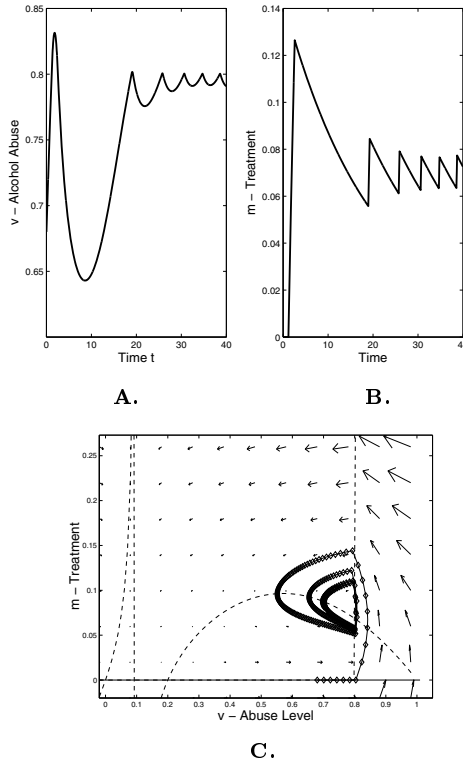 0.85
0.8
0.75
0.7
0.65
0 10 20 30 40
v – Alcohol Abuse
Time t
A.
0.14
0.12
0.1
0.08
0.06
0.04
0.02
0
0 10 20 30 40
m – Treatment
Time
B.
0.25
0.2
0.15
0.1
0.05
0
0 0.1 0.2 0.3 0.4 0.5 0.6 0.7 0.8 0.9 1
m – Treatment
v – Abuse Level
C.